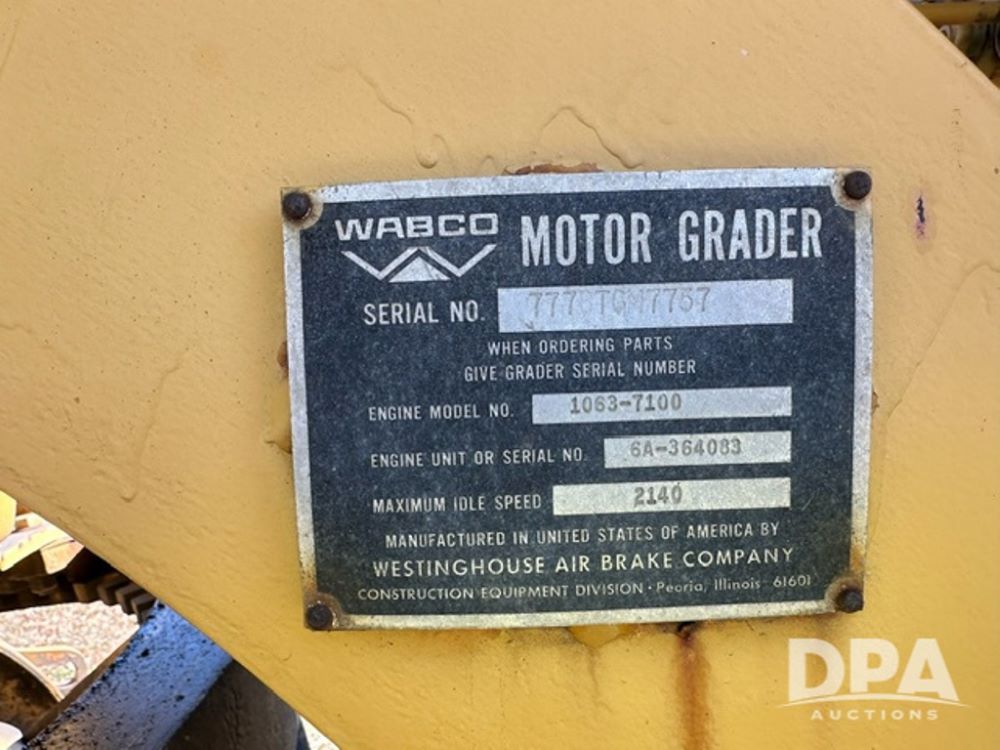 WABCO MOTOR GRADER
SERIAL NO.
WHEN ORDERING PARTS
GIVE GRADER SERIAL NUMBER
ENGINE MODEL NO. 1063-7100
ENGINE UNIT OR SERIAL NO. 6A-364083
MAXIMUM IDLE SPEED 2140
MANUFACTURED IN UNITED STATES OF AMERICA BY
WESTINGHOUSE AIR BRAKE COMPANY
CONSTRUCTION EQUIPMENT DIVISION · Peoria, Illinois 61601
DPA
AUCTIONS